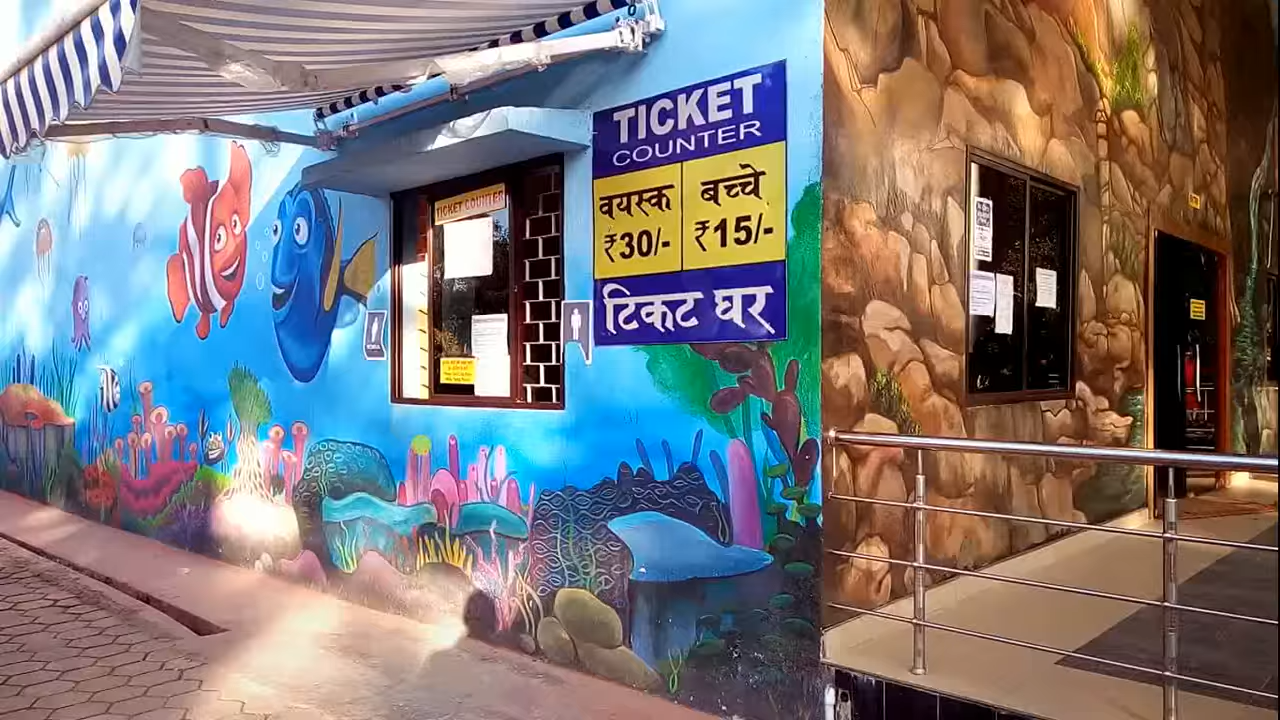 TICKET
COUNTER
वयस्क
₹30/-
बच्चे
₹15/-
टिकट घर
TICKET COUNTER